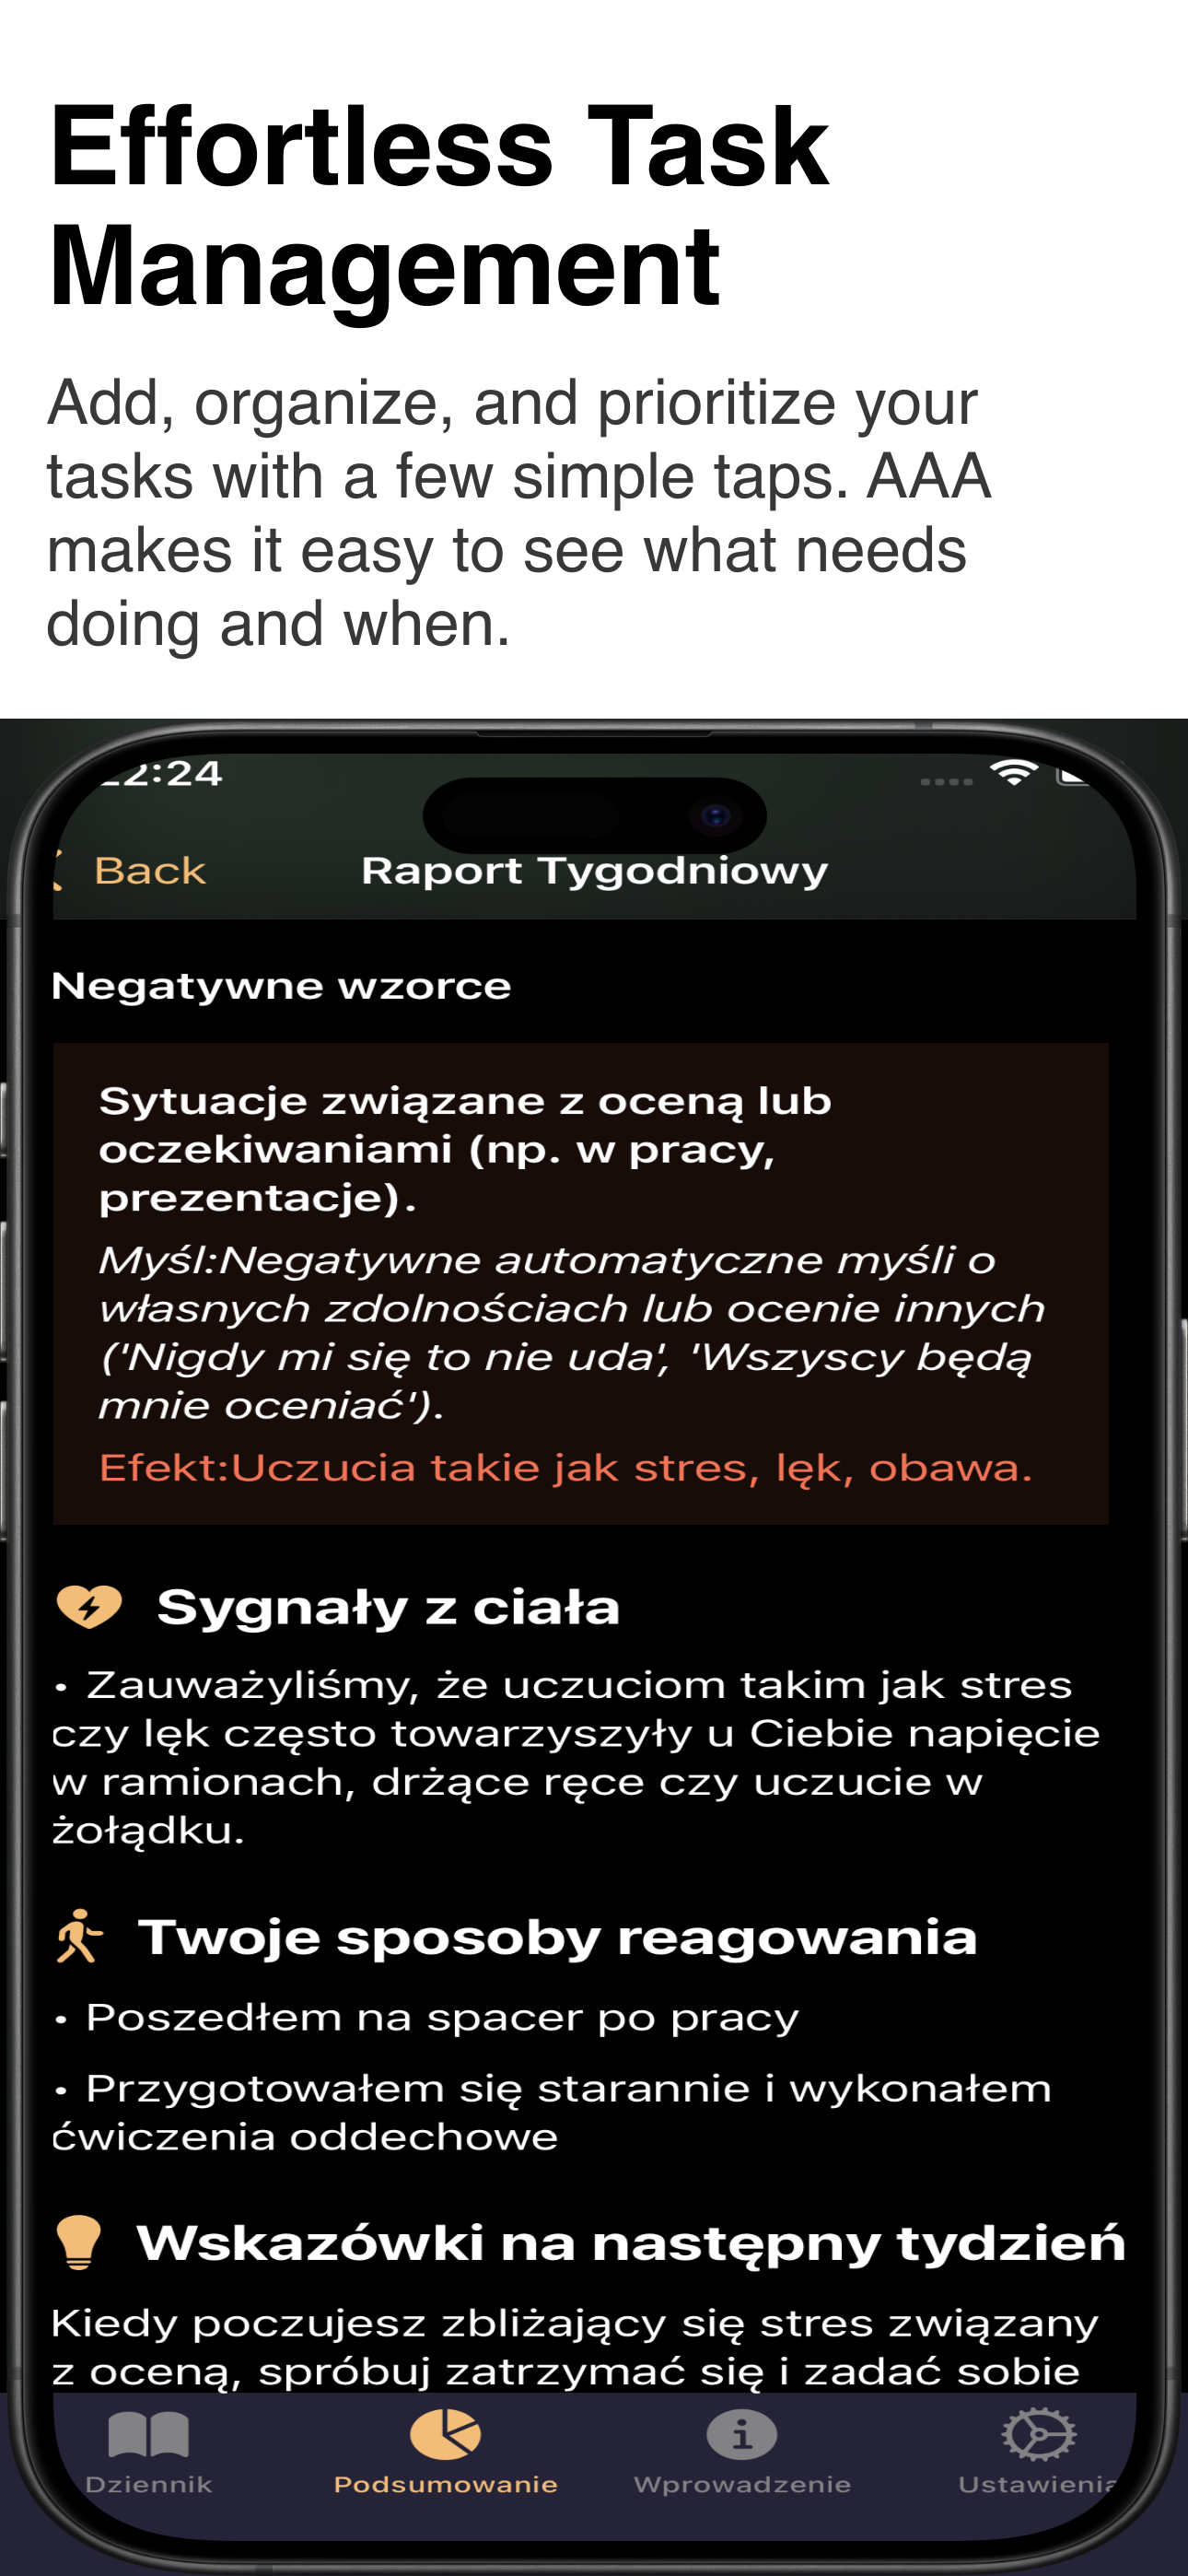 Effortless Task
Management
Add, organize, and prioritize your
tasks with a few simple taps. AAA
makes it easy to see what needs
doing and when.
22:24
Back
Raport Tygodniowy
Negatywne wzorce
Sytuacje związane z oceną lub
oczekiwaniami (np. w pracy,
prezentacje).
Myśl:Negatywne automatyczne myśli o
własnych zdolnościach lub ocenie innych
('Nigdy mi się to nie uda', 'Wszyscy będą
mnie oceniać').
Efekt:Uczucia takie jak stres, lęk, obawa.
Sygnały z ciała
• Zauważyliśmy, że uczuciom takim jak stres
czy lęk często towarzyszyły u Ciebie napięcie
w ramionach, drżące ręce czy uczucie w
żołądku.
Twoje sposoby reagowania
• Poszedłem na spacer po pracy
• Przygotowałem się starannie i wykonałem
ćwiczenia oddechowe
Wskazówki na następny tydzień
Kiedy poczujesz zbliżający się stres związany
z oceną, spróbuj zatrzymać się i zadać sobie
Dziennik
Podsumowanie
Wprowadzenie
Ustawienia